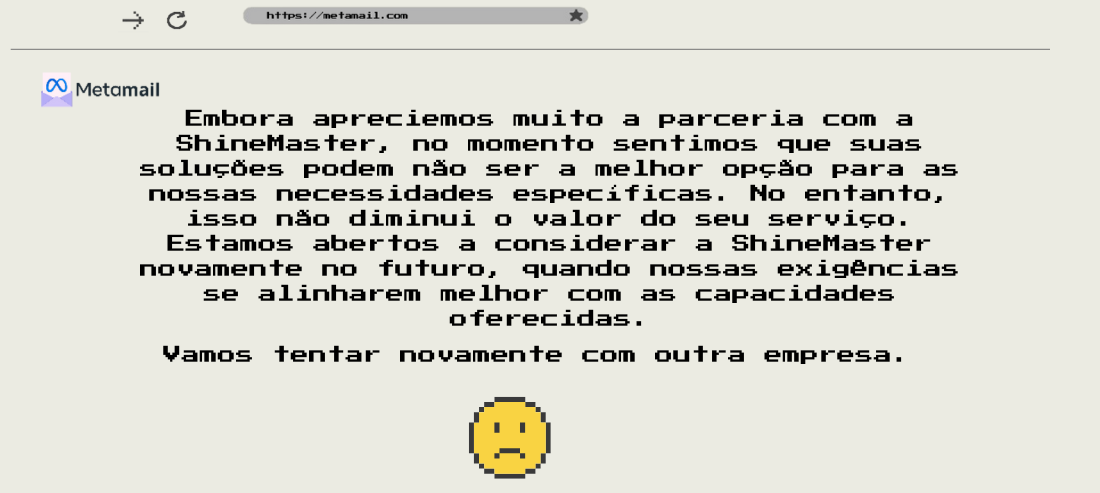 https://metamail.com
Metamail
Embora apreciemos muito a parceria com a
ShineMaster, no momento sentimos que suas
soluções podem não ser a melhor opção para as
nossas necessidades específicas. No entanto,
isso não diminui o valor do seu serviço.
Estamos abertos a considerar a ShineMaster
novamente no futuro, quando nossas exigências
se alinharem melhor com as capacidades
oferecidas.
Vamos tentar novamente com outra empresa.